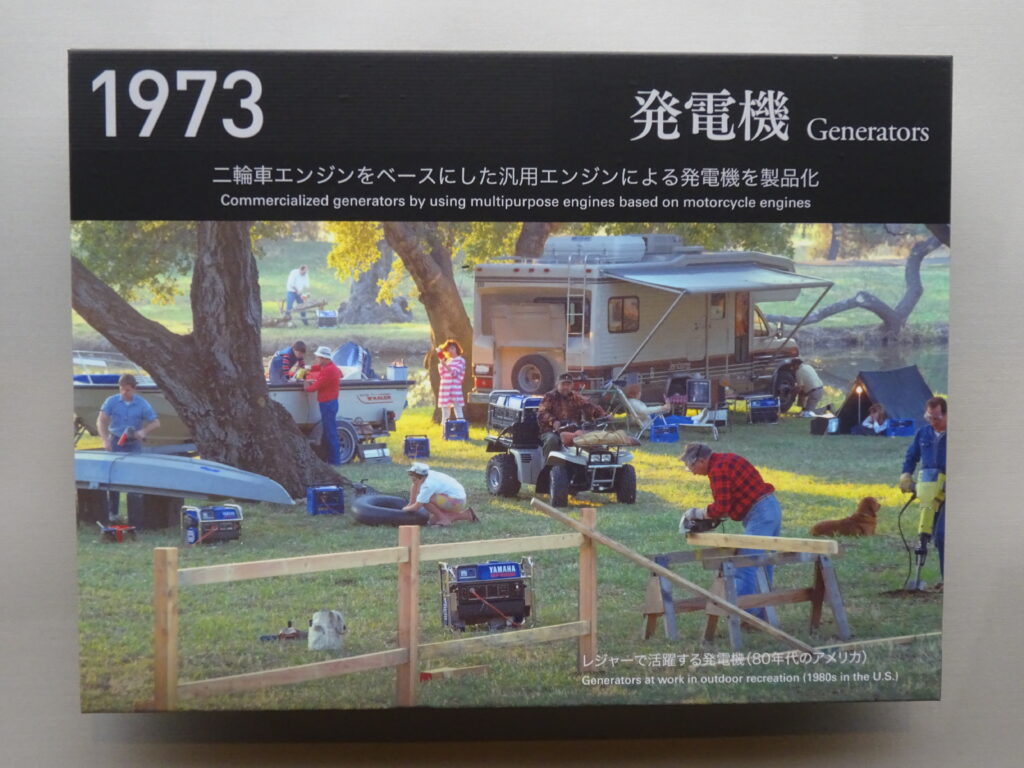 1973
発電機 Generators
二輪車エンジンをベースにした汎用エンジンによる発電機を製品化
Commercialized generators by using multipurpose engines based on motorcycle engines
WHALER
YAMAHA
レジャーで活躍する発電機（80年代のアメリカ）
Generators at work in outdoor recreation (1980s in the U.S.)